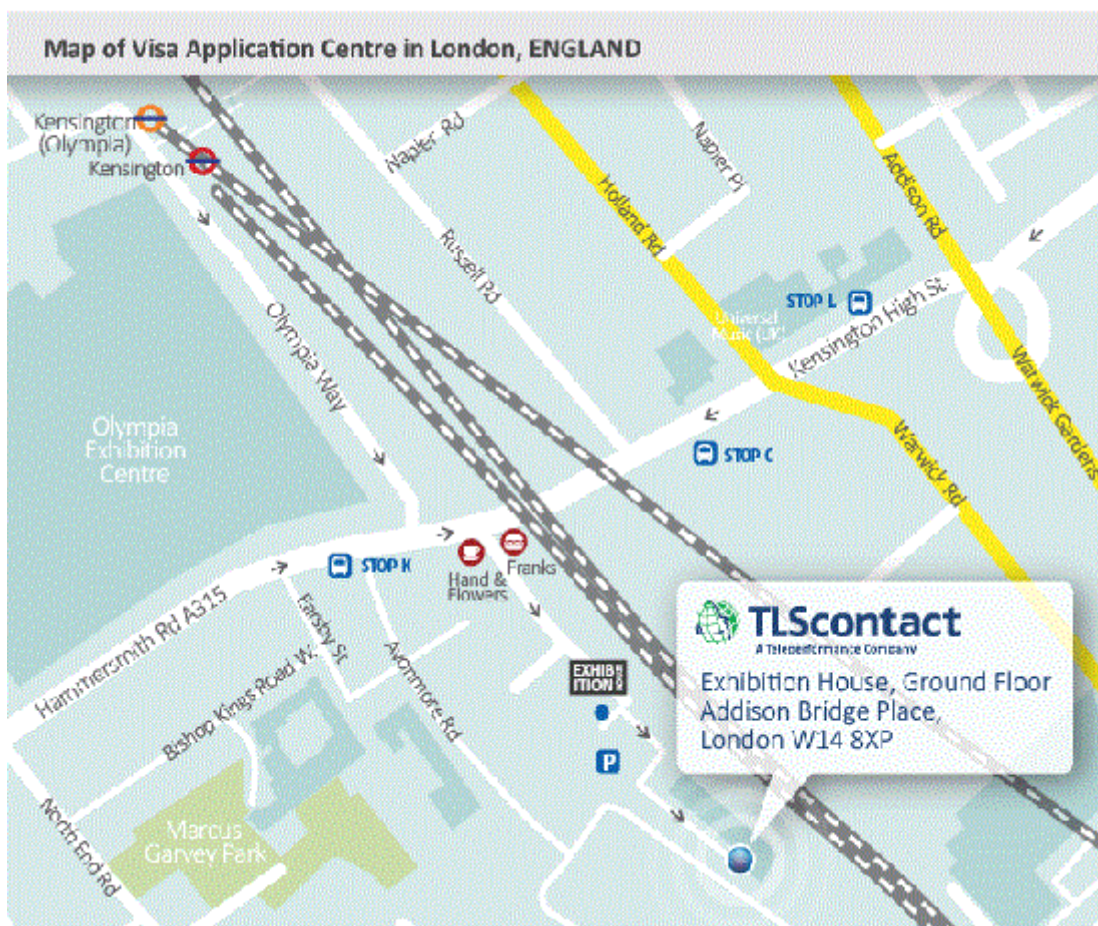 Map of Visa Application Centre in London, ENGLAND
Kensington
(Olympia)
Kensington
Napier Rd
Napier Pl
Holland Rd
Addison Rd
Russell Rd
STOP L
Universal
Music (UK)
Kensington High St.
Olympia Way
Warwick Gardens
Olympia
Exhibition
Centre
STOP C
Warwick Rd
STOP K
Hand &
Flowers
Franks
Hammersmith Rd A315
Earsby St
Bishop Kings Road W.
Avonmore Rd
EXHIB
ITION
P
TLScontact
A Teleperformance Company
Exhibition House, Ground Floor
Addison Bridge Place,
London W14 8XP
North End Rd
Marcus
Garvey Park